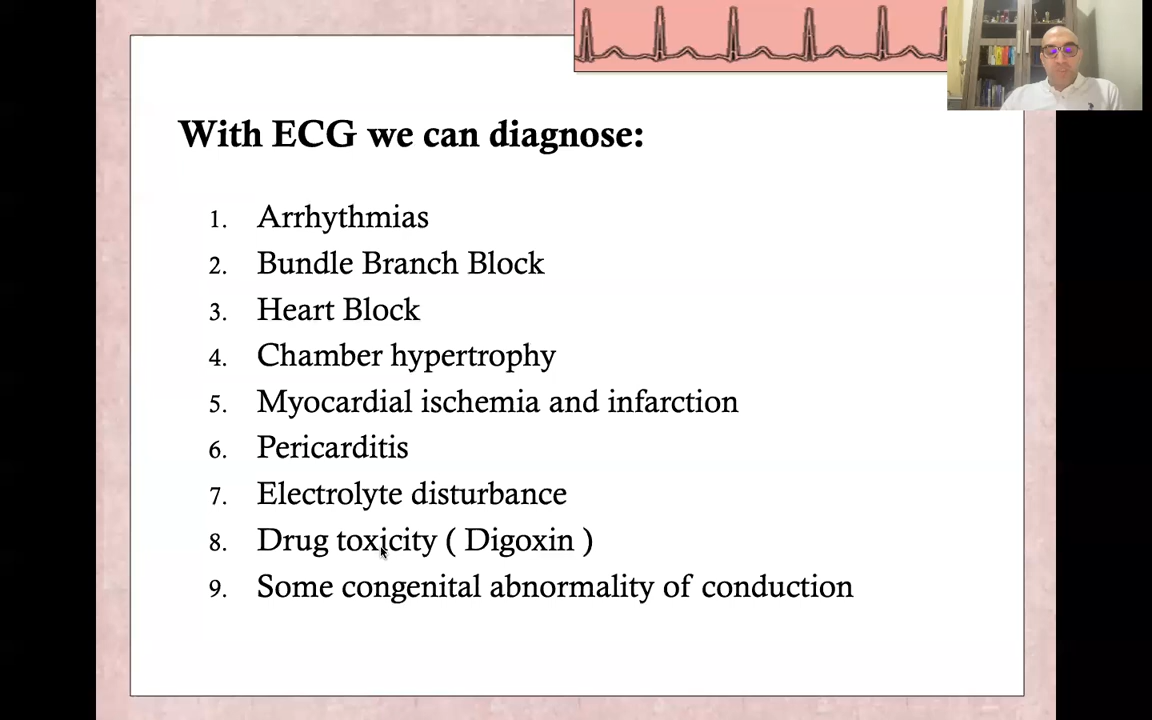 With ECG we can diagnose:
1. Arrhythmias
2. Bundle Branch Block
3. Heart Block
4. Chamber hypertrophy
5. Myocardial ischemia and infarction
6. Pericarditis
7. Electrolyte disturbance
8. Drug toxicity ( Digoxin )
9. Some congenital abnormality of conduction